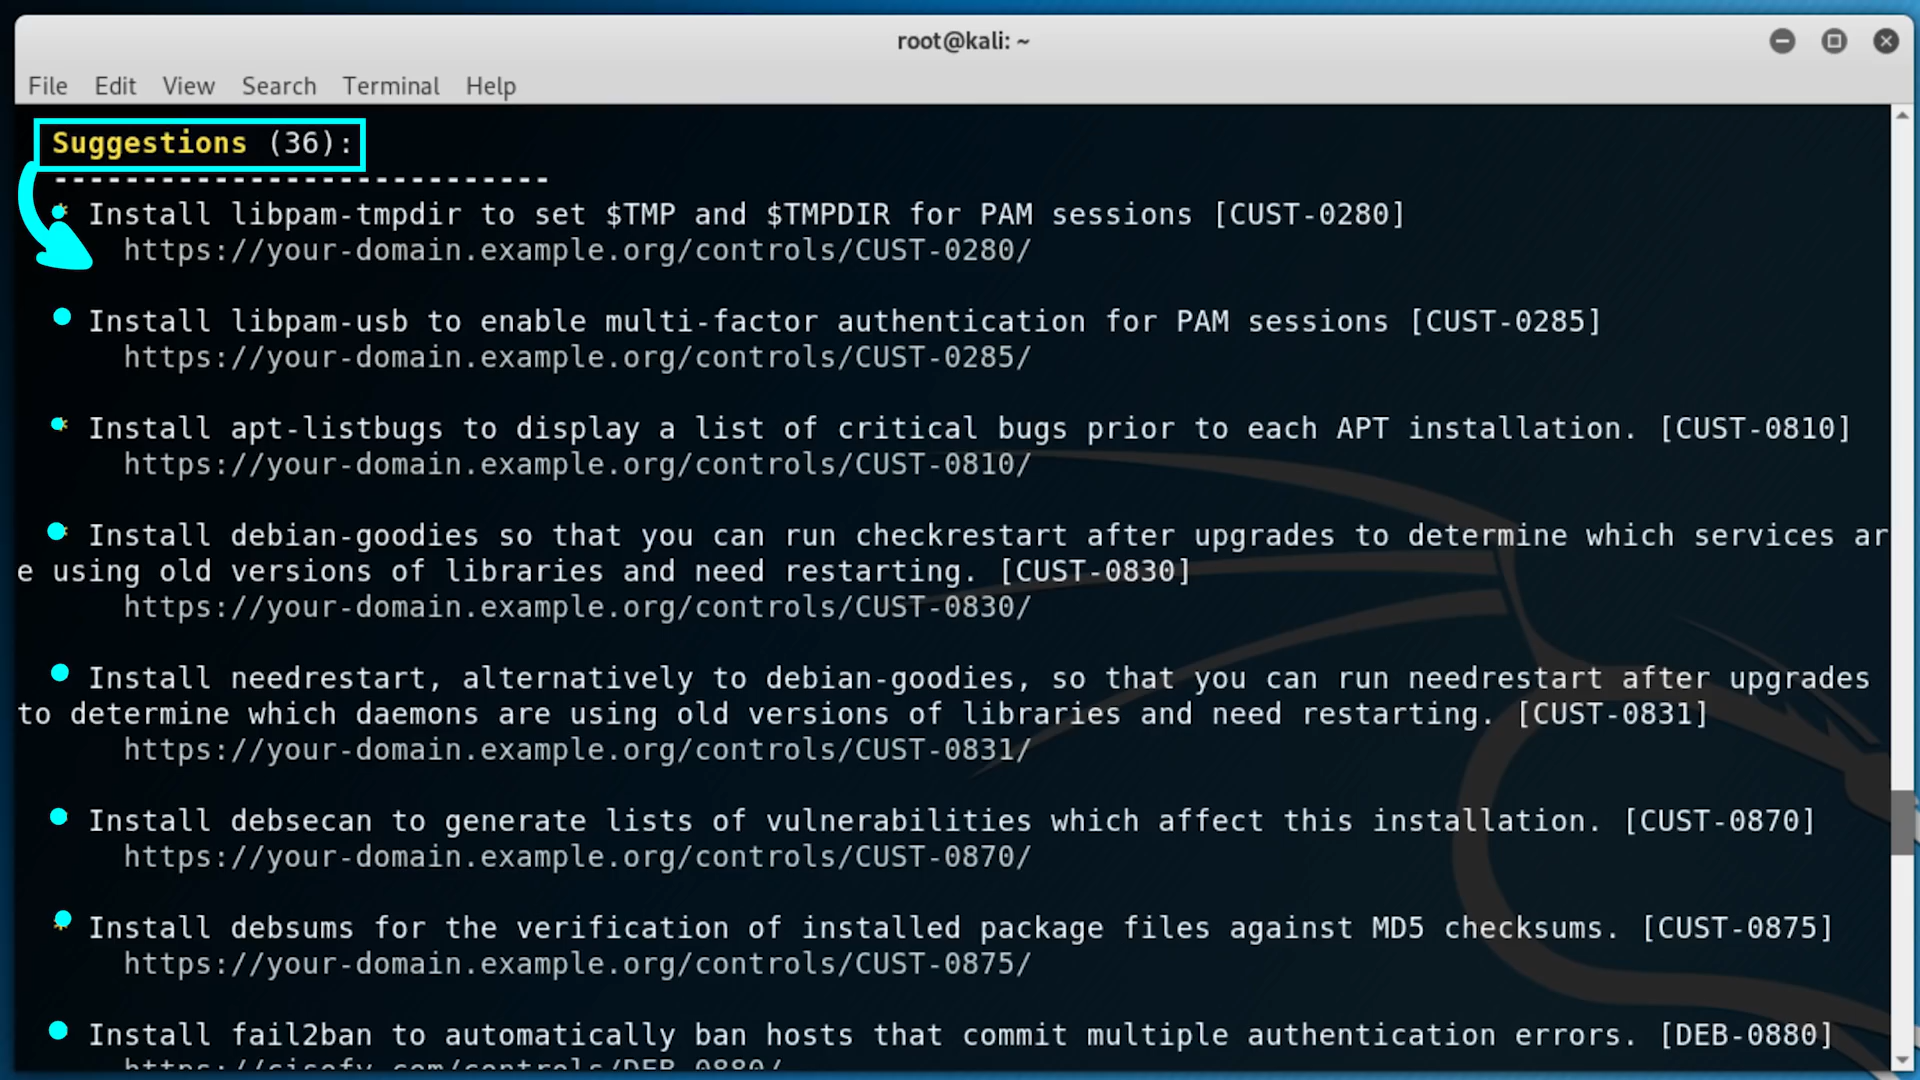 root@kali: ~
File Edit View Search Terminal Help
Suggestions (36):
----------------------------
* Install libpam-tmpdir to set $TMP and $TMPDIR for PAM sessions [CUST-0280]
https://your-domain.example.org/controls/CUST-0280/
Install libpam-usb to enable multi-factor authentication for PAM sessions [CUST-0285]
https://your-domain.example.org/controls/CUST-0285/
* Install apt-listbugs to display a list of critical bugs prior to each APT installation. [CUST-0810]
https://your-domain.example.org/controls/CUST-0810/
* Install debian-goodies so that you can run checkrestart after upgrades to determine which services ar
e using old versions of libraries and need restarting. [CUST-0830]
https://your-domain.example.org/controls/CUST-0830/
Install needrestart, alternatively to debian-goodies, so that you can run needrestart after upgrades
to determine which daemons are using old versions of libraries and need restarting. [CUST-0831]
https://your-domain.example.org/controls/CUST-0831/
Install debsecan to generate lists of vulnerabilities which affect this installation. [CUST-0870]
https://your-domain.example.org/controls/CUST-0870/
* Install debsums for the verification of installed package files against MD5 checksums. [CUST-0875]
https://your-domain.example.org/controls/CUST-0875/
Install fail2ban to automatically ban hosts that commit multiple authentication errors. [DEB-0880]
https://cisofy.com/controls/DEB-0880/